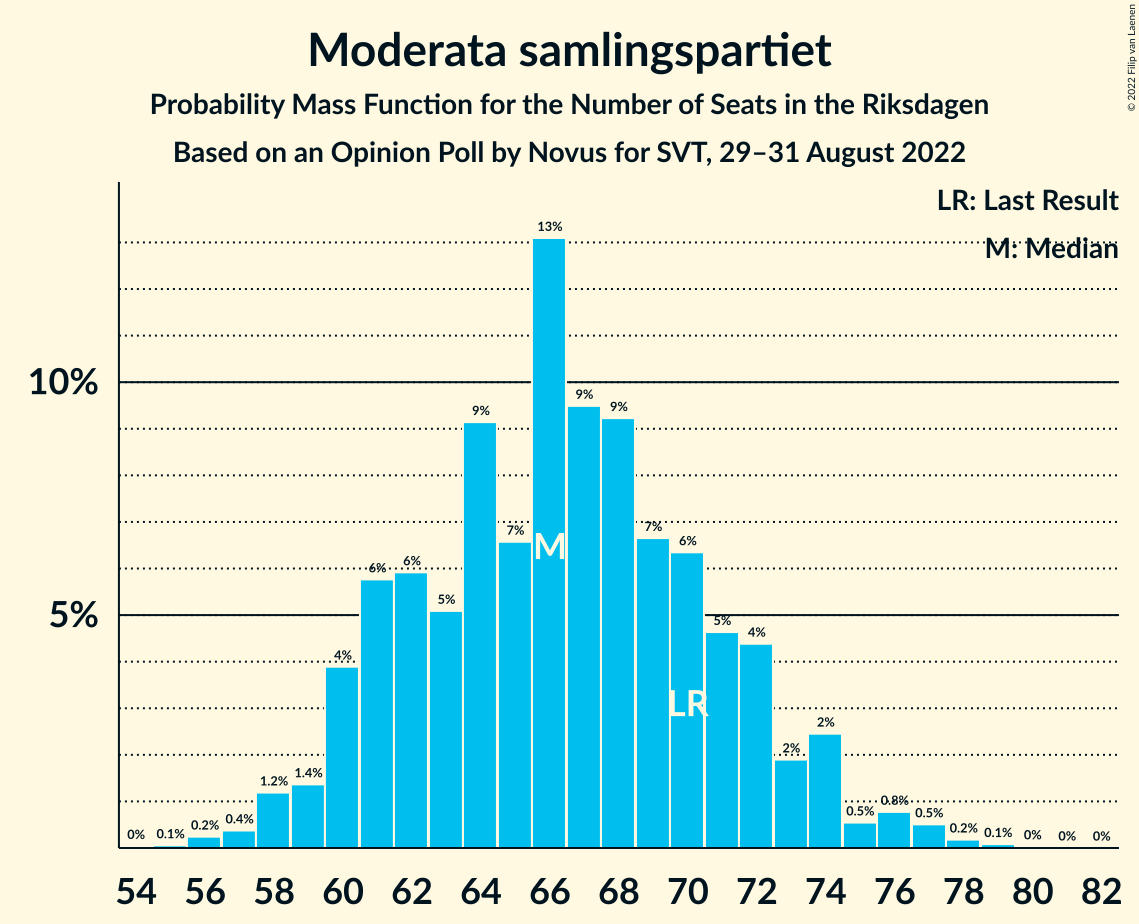 Moderata samlingspartiet
Probability Mass Function for the Number of Seats in the Riksdagen
Based on an Opinion Poll by Novus for SVT, 29–31 August 2022
© 2022 Filip van Laenen
LR: Last Result
M: Median
10%
5%
0% 0.1% 0.2% 0.4% 1.2% 1.4% 4% 6% 6% 5% 9% 7% 13% 9% 9% 7% 6% 5% 4% 2% 2% 0.5% 0.8% 0.5% 0.2% 0.1% 0% 0% 0%
M
LR
54 56 58 60 62 64 66 68 70 72 74 76 78 80 82